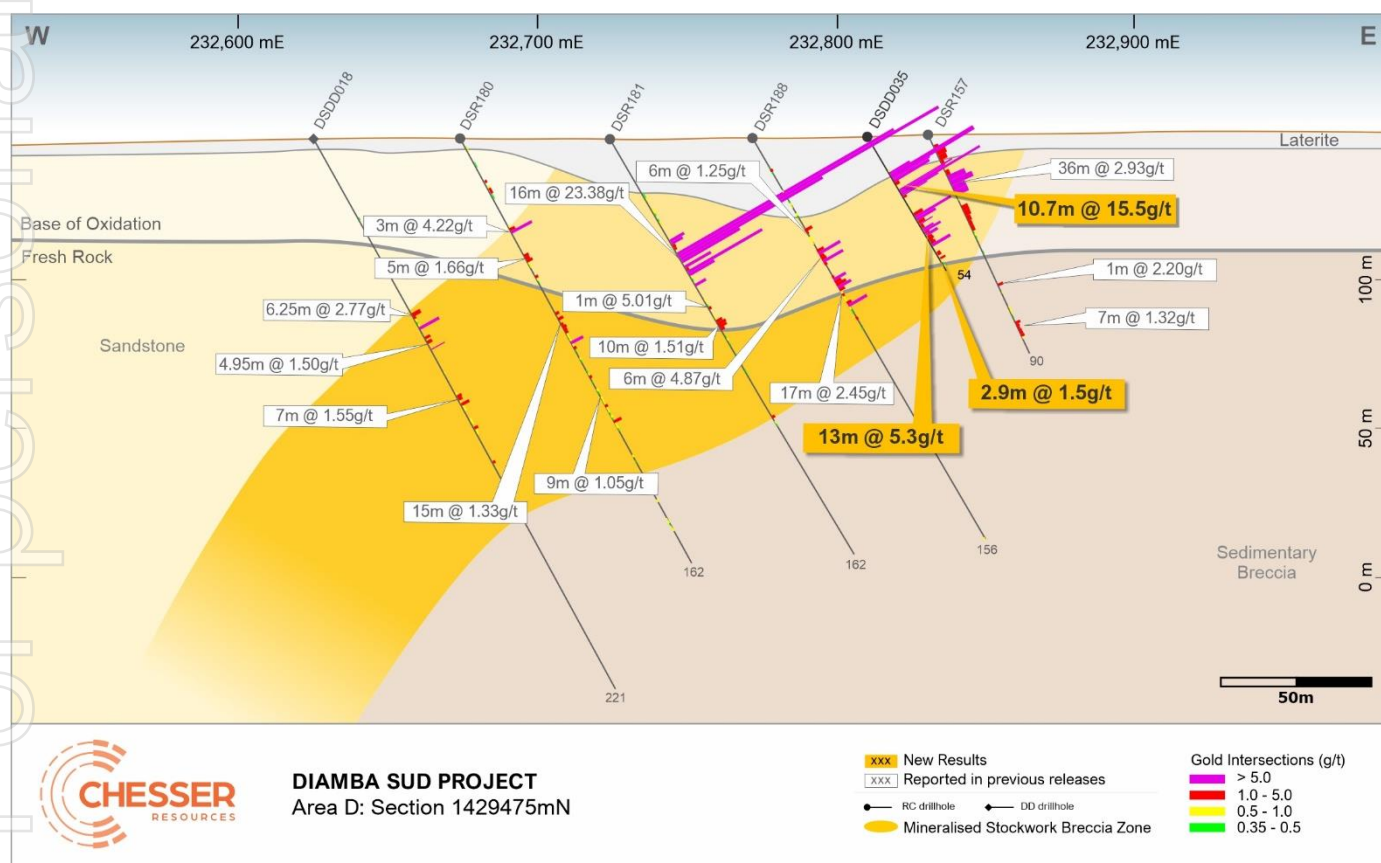 W
232,600 mE
232,700 mE
232,800 mE
232,900 mE
E
DSDD018
DSR180
DSR181
DSR188
DSDD035
DSR157
Laterite
6m @ 1.25g/t
36m @ 2.93g/t
16m @ 23.38g/t
10.7m @ 15.5g/t
3m @ 4.22g/t
Base of Oxidation
Fresh Rock
5m @ 1.66g/t
54
1m @ 2.20g/t
100 m
1m @ 5.01g/t
6.25m @ 2.77g/t
7m @ 1.32g/t
Sandstone
10m @ 1.51g/t
4.95m @ 1.50g/t
90
6m @ 4.87g/t
17m @ 2.45g/t
2.9m @ 1.5g/t
7m @ 1.55g/t
13m @ 5.3g/t
50 m
9m @ 1.05g/t
15m @ 1.33g/t
156
162
162
Sedimentary
Breccia
0 m
221
50m
CHESSER
RESOURCES
DIAMBA SUD PROJECT
Area D: Section 1429475mN
xxx New Results
xxx Reported in previous releases
RC drillhole
DD drillhole
Mineralised Stockwork Breccia Zone
Gold Intersections (g/t)
> 5.0
1.0 - 5.0
0.5 - 1.0
0.35 - 0.5